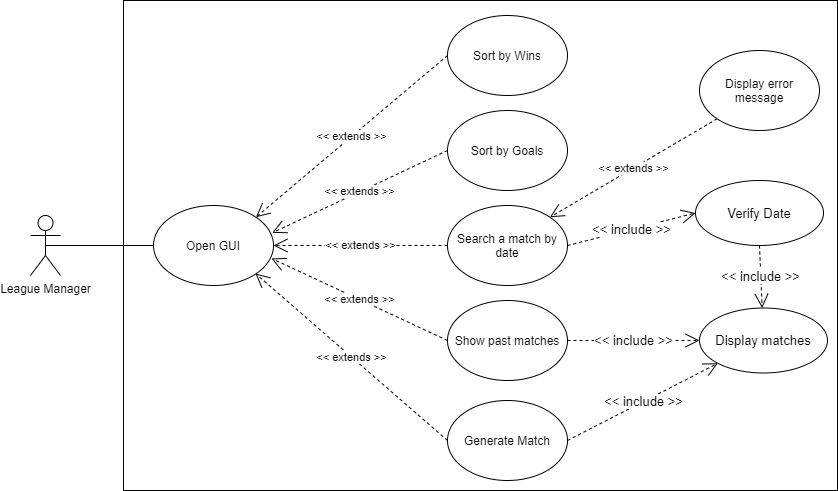 Sort by Wins
Display error
message
<< extends >>
Sort by Goals
<< extends >>
<< extends >>
Verify Date
<< include >>
Open GUI
<< extends >>
Search a match by
date
<< include >>
League Manager
<< extends >>
Show past matches
<< include >>
Display matches
<< extends >>
<< include >>
Generate Match